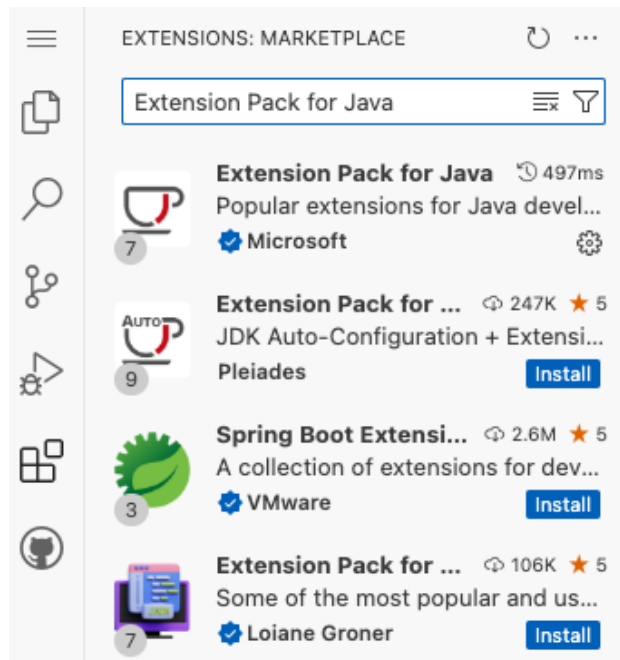 EXTENSIONS: MARKETPLACE
Extension Pack for Java
Extension Pack for Java 497ms
Popular extensions for Java devel...
Microsoft
7
Extension Pack for ... 247K ★ 5
AUTO
JDK Auto-Configuration + Extensi...
Pleiades Install
9
Spring Boot Extensi... 2.6M ★ 5
A collection of extensions for dev...
VMware Install
3
Extension Pack for ... 106K ★ 5
Some of the most popular and us...
Loiane Groner Install
7